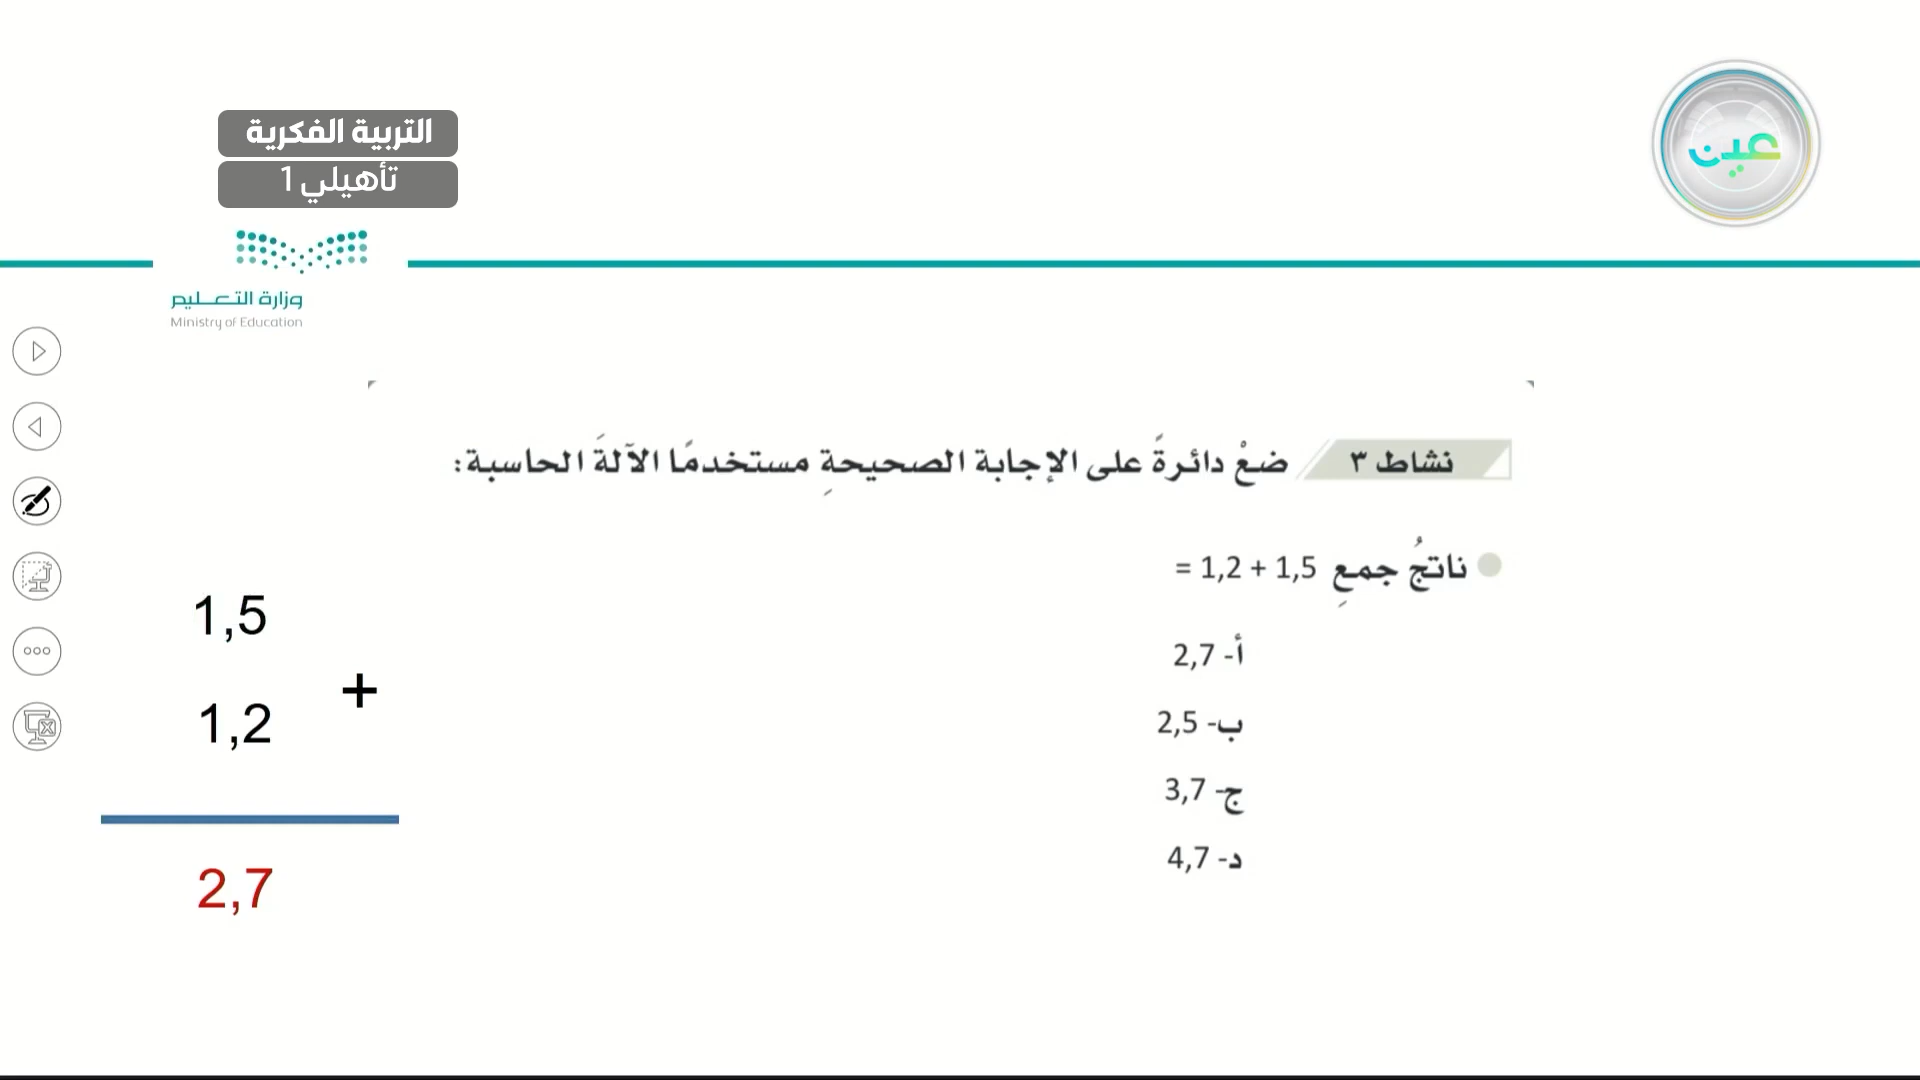 عين
التربية الفكرية
تأهيلي 1
وزارة التعليم
Ministry of Education
نشاط ٣ ضعْ دائرةً على الإجابة الصحيحةِ مستخدمًا الآلةَ الحاسبة:
ناتجُ جمعِ 1,5 + 1,2 =
أ- 2,7
ب- 2,5
ج- 3,7
د- 4,7
1,5
+
1,2
2,7